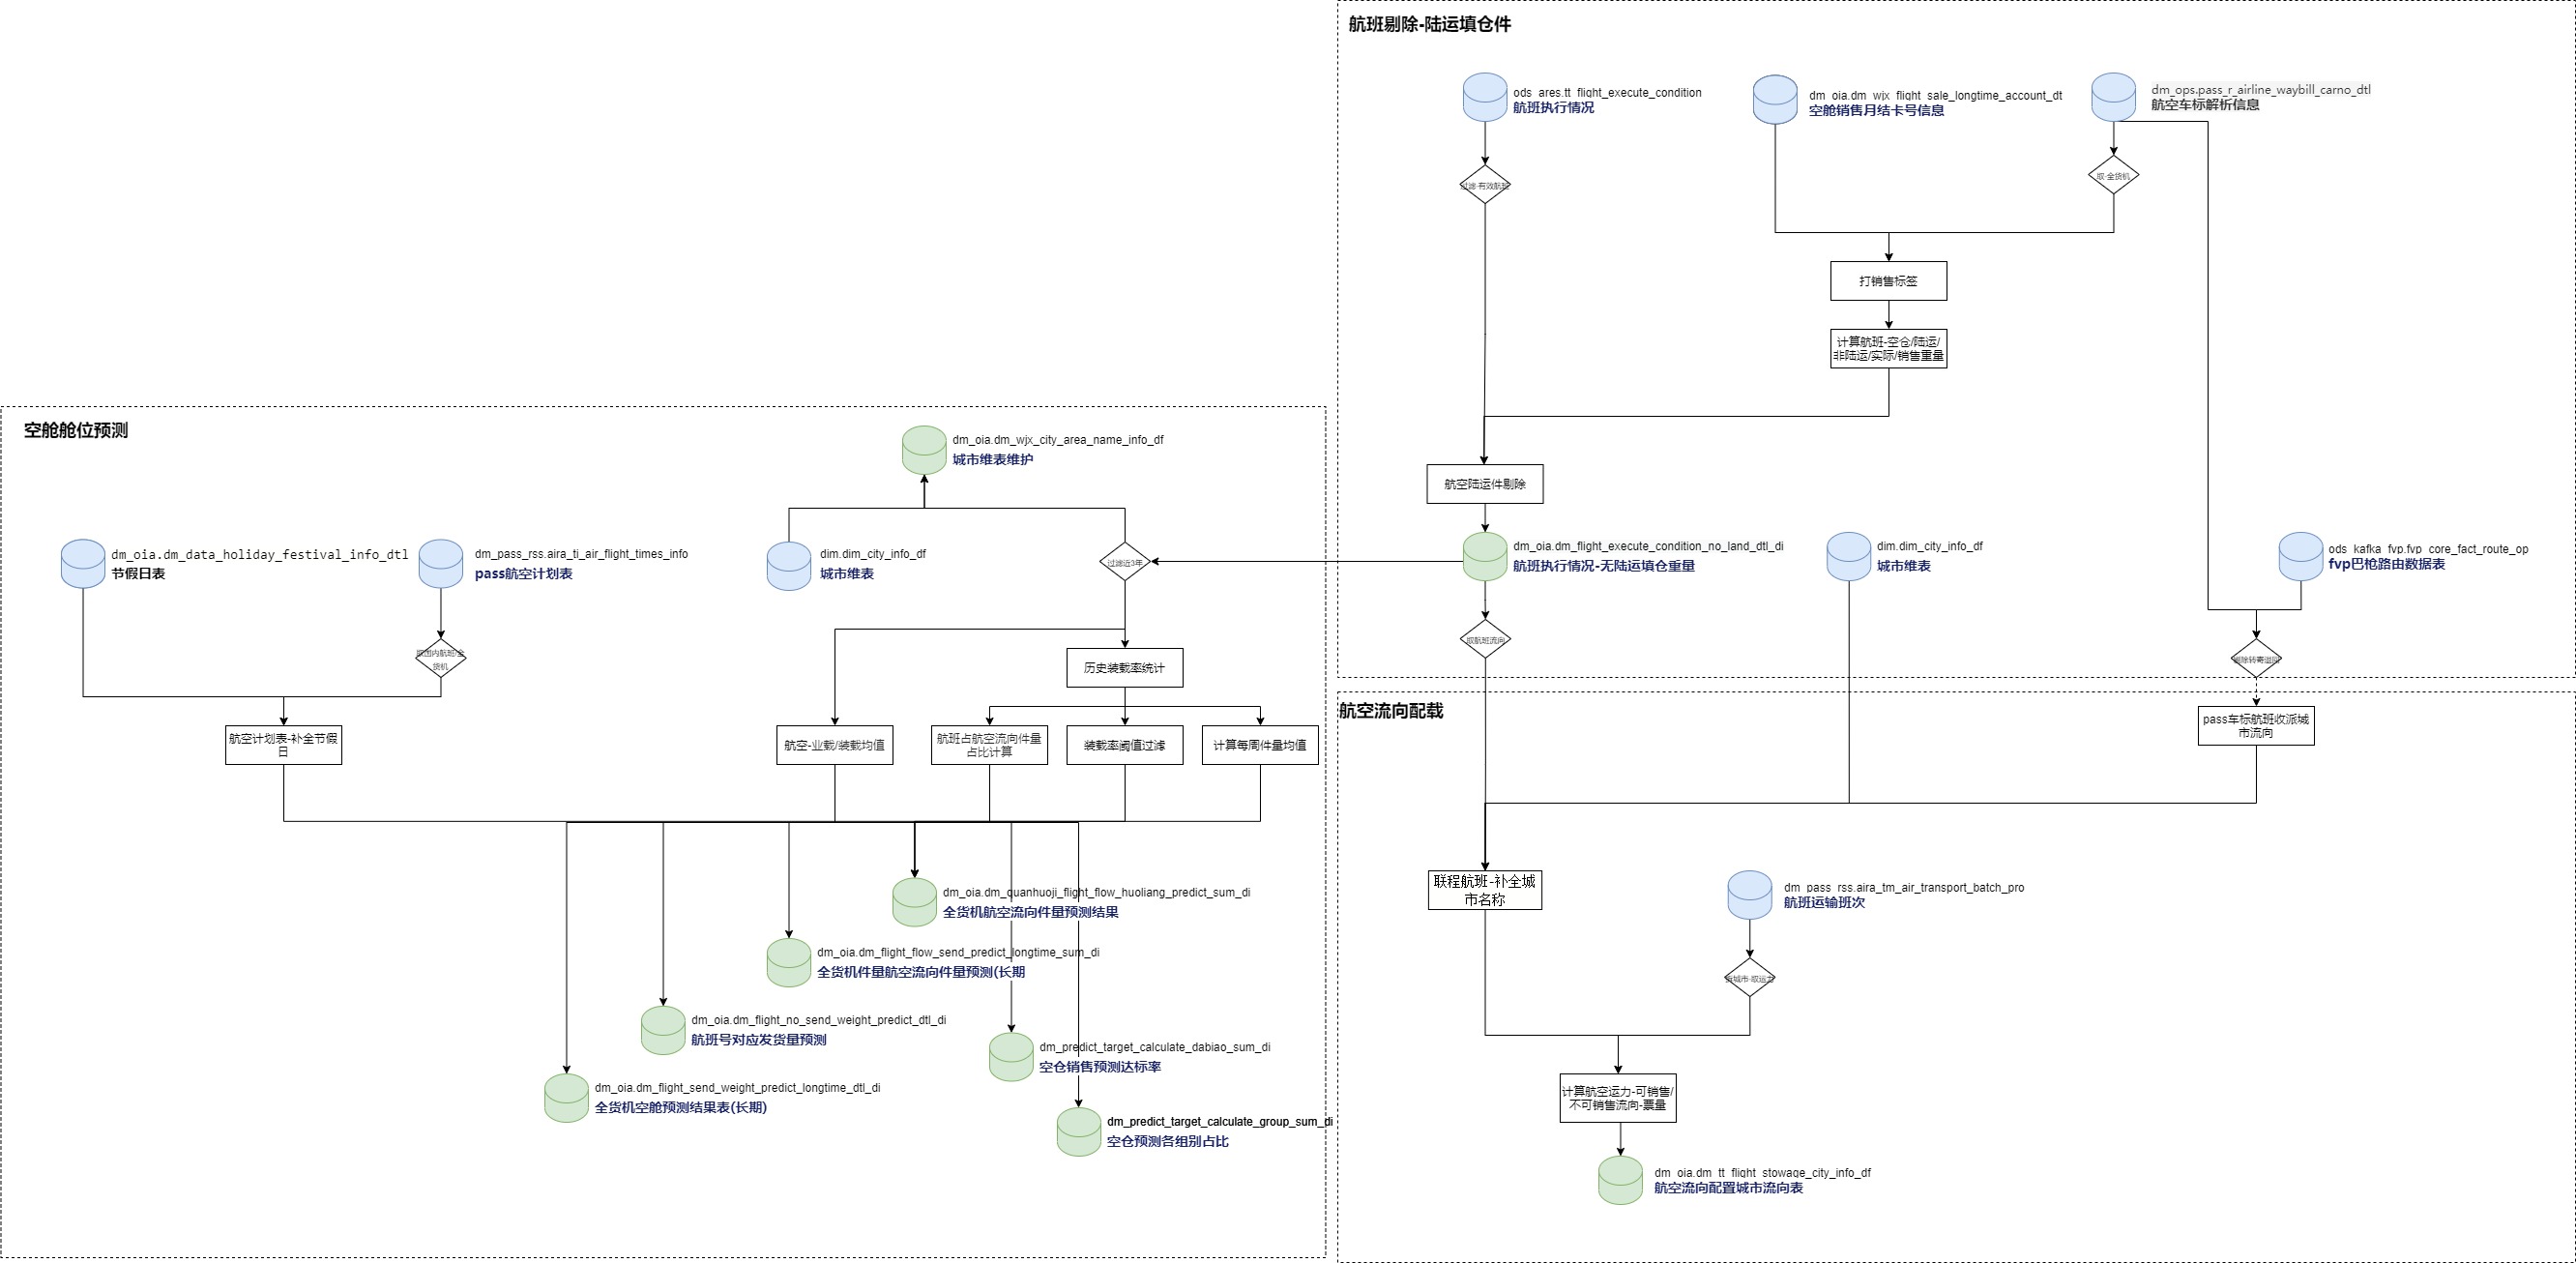 航班剔除-陆运填仓件
ods_ares.tt_flight_execute_condition
航班执行情况
dm_oia.dm_wjx_flight_sale_longtime_account_dt
空舱销售月结卡号信息
dm_ops.pass_r_airline_waybill_carno_dtl
航空车标解析信息
过滤-有效航班
取-全货机
打销售标签
计算航班-空仓/陆运/
非陆运/实际/销售重量
航空陆运件剔除
dm_oia.dm_flight_execute_condition_no_land_dtl_di
航班执行情况-无陆运填仓重量
dim.dim_city_info_df
城市维表
ods_kafka_fvp.fvp_core_fact_route_op
fvp巴枪路由数据表
取航班流向
空舱舱位预测
dm_oia.dm_wjx_city_area_name_info_df
城市维表维护
dm_oia.dm_data_holiday_festival_info_dtl
节假日表
dm_pass_rss.aira_ti_air_flight_times_info
pass航空计划表
dim.dim_city_info_df
城市维表
过滤近3年
取国内航班/全
货机
历史装载率统计
航空计划表-补全节假
日
航空-业载/装载均值
航班占航空流向件量
占比计算
装载率阈值过滤
计算每周件量均值
dm_oia.dm_quanhuoji_flight_flow_huoliang_predict_sum_di
全货机航空流向件量预测结果
dm_oia.dm_flight_flow_send_predict_longtime_sum_di
全货机件量航空流向件量预测(长期
dm_oia.dm_flight_no_send_weight_predict_dtl_di
航班号对应发货量预测
dm_predict_target_calculate_dabiao_sum_di
空仓销售预测达标率
dm_oia.dm_flight_send_weight_predict_longtime_dtl_di
全货机空舱预测结果表(长期)
dm_predict_target_calculate_group_sum_di
空仓预测各组别占比
航空流向配载
pass车标航班收派城
市流向
联程航班-补全城
市名称
dm_pass_rss.aira_tm_air_transport_batch_pro
航班运输班次
计算航空运力-可销售/
不可销售流向-票量
dm_oia.dm_tt_flight_stowage_city_info_df
航空流向配置城市流向表